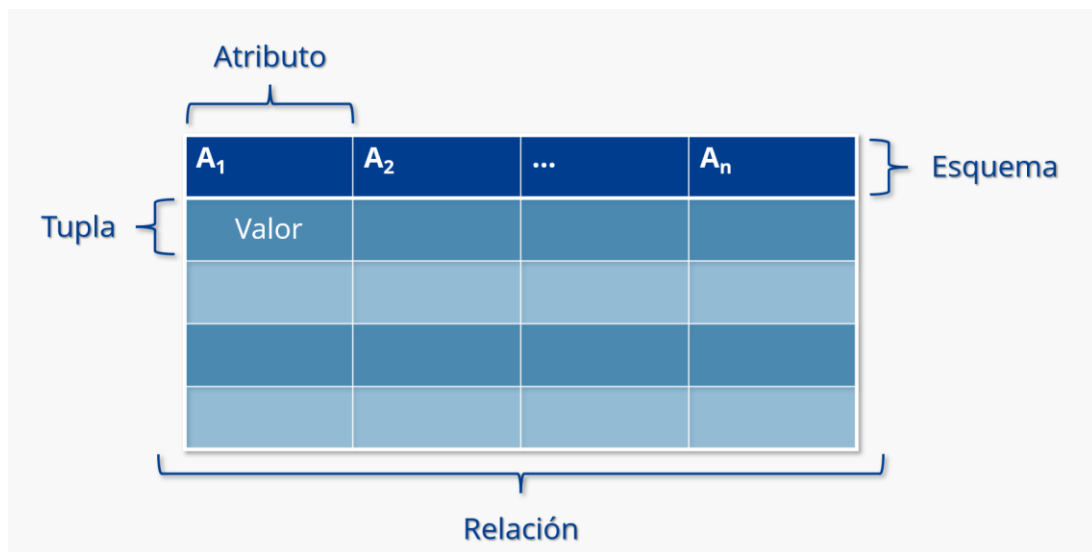 Atributo
A₁ A₂ ... Aₙ
Esquema
Tupla
Valor
Relación